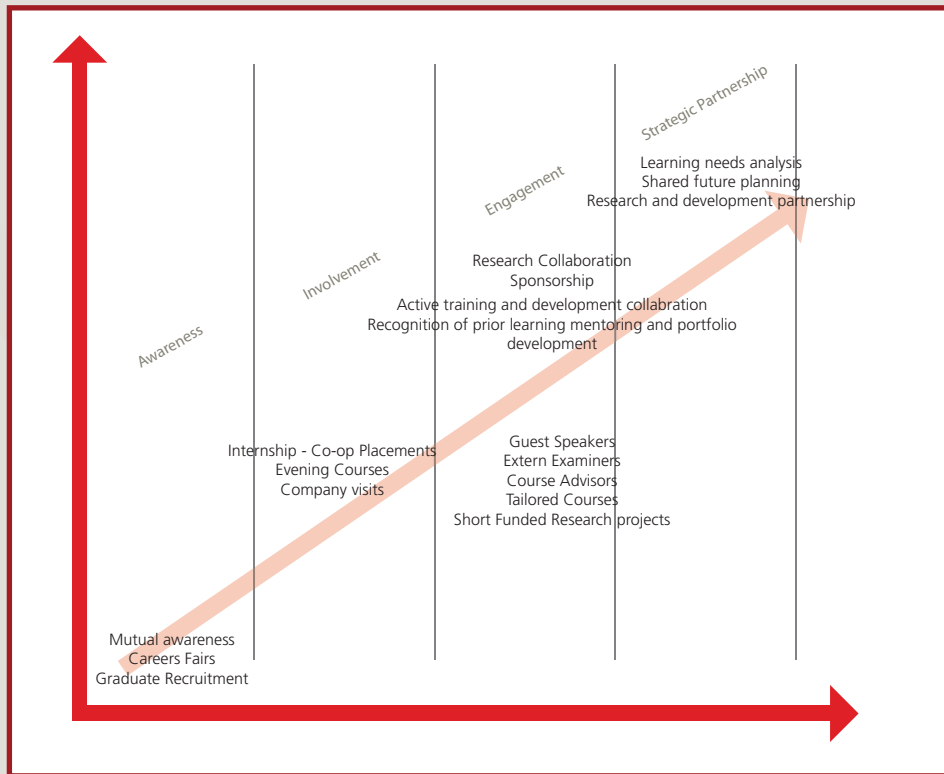 Strategic Partnership
Learning needs analysis
Shared future planning
Research and development partnership
Engagement
Research Collaboration
Sponsorship
Active training and development collabration
Recognition of prior learning mentoring and portfolio
development
Involvement
Awareness
Internship - Co-op Placements
Evening Courses
Company visits
Guest Speakers
Extern Examiners
Course Advisors
Tailored Courses
Short Funded Research projects
Mutual awareness
Careers Fairs
Graduate Recruitment